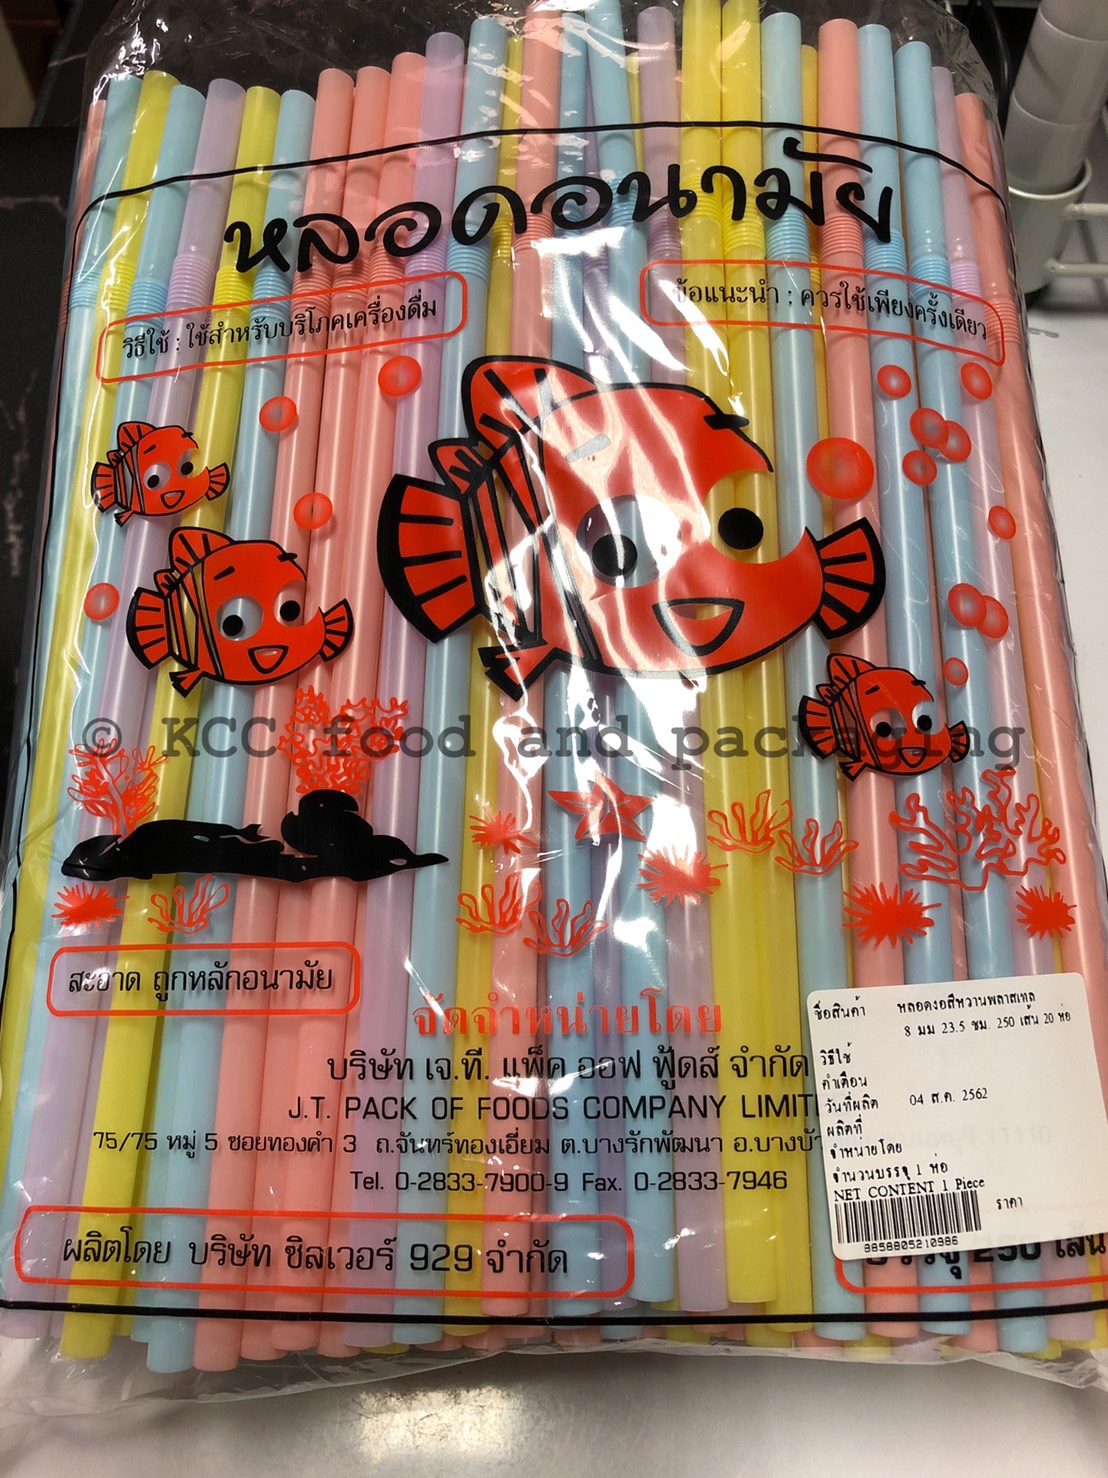 หลอดอนามัย
วิธีใช้ : ใช้สำหรับบริโภคเครื่องดื่ม
ข้อแนะนำ : ควรใช้เพียงครั้งเดียว
© KCC food and packaging
สะอาด ถูกหลักอนามัย
จัดจำหน่ายโดย
บริษัท เจ.ที. แพ็ค ออฟ ฟู้ดส์ จำกัด
J.T. PACK OF FOODS COMPANY
75/75 หมู่ 5 ซอยทองคำ 3 ถ.จันทร์ทองเอี่ยม ต.บางรักพัฒนา
Tel. 0-2833-7900-9 Fax. 0-2833-7946
ผลิตโดย บริษัท ซิลเวอร์ 929 จำกัด
ชื่อสินค้า หลอดงอสีหวานพลาสเทล
8 มม 23.5 ซม. 250 เส้น 20 ห่อ
วิธีใช้
คำเตือน
วันที่ผลิต 04 ส.ค. 2562
ผลิตที่
จำหน่ายโดย
จำนวนบรรจุ 1 ห่อ
NET CONTENT 1 Piece
ราคา
8858805210986
250 เส้น